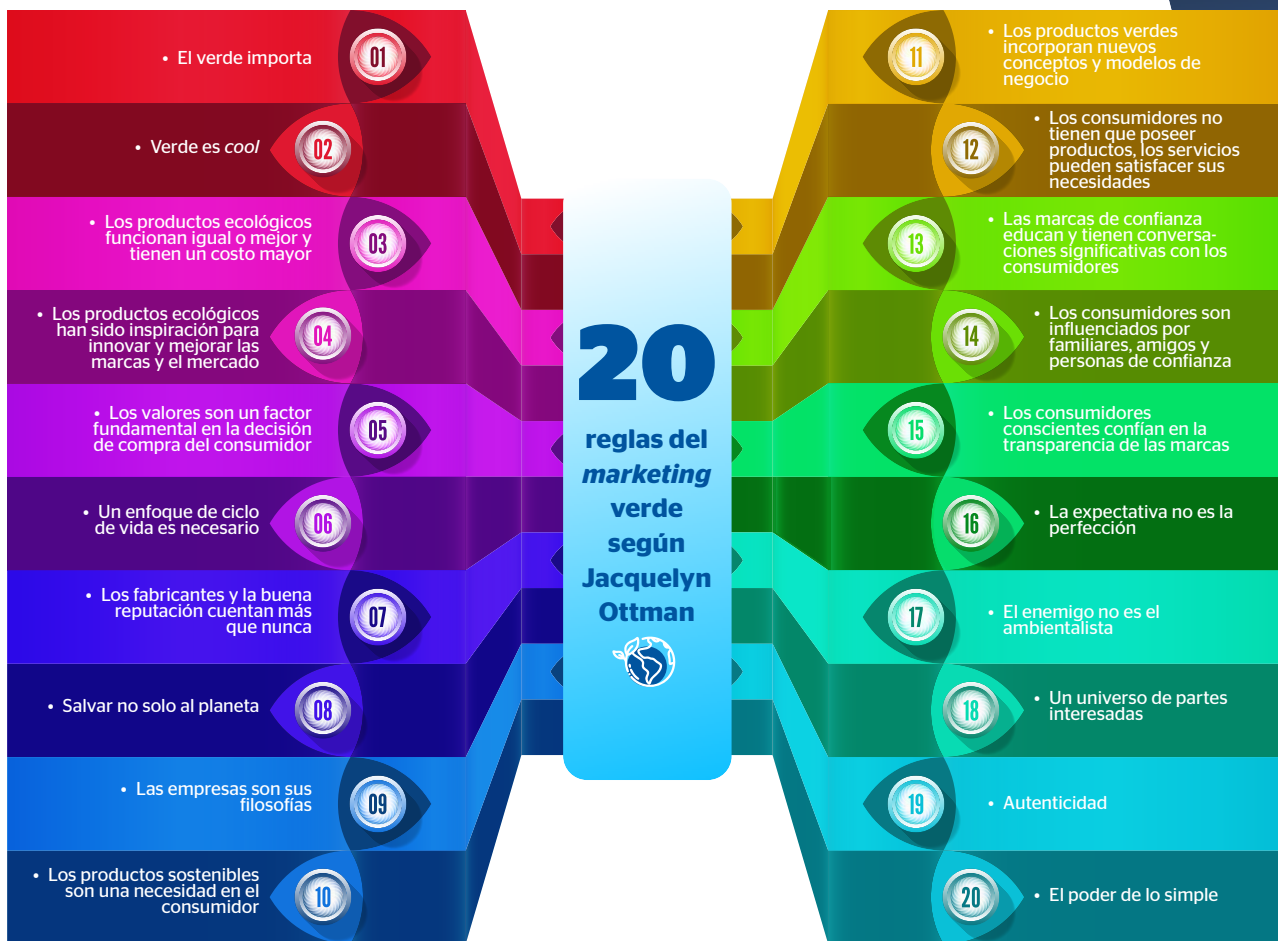 20
reglas del
marketing
verde
según
Jacquelyn
Ottman
01
• El verde importa
02
• Verde es cool
03
• Los productos ecológicos
funcionan igual o mejor y
tienen un costo mayor
04
• Los productos ecológicos
han sido inspiración para
innovar y mejorar las
marcas y el mercado
05
• Los valores son un factor
fundamental en la decisión
de compra del consumidor
06
• Un enfoque de ciclo
de vida es necesario
07
• Los fabricantes y la buena
reputación cuentan más
que nunca
08
• Salvar no solo al planeta
09
• Las empresas son sus
filosofías
10
• Los productos sostenibles
son una necesidad en el
consumidor
11
• Los productos verdes
incorporan nuevos
conceptos y modelos de
negocio
12
• Los consumidores no
tienen que poseer
productos, los servicios
pueden satisfacer sus
necesidades
13
• Las marcas de confianza
educan y tienen conversa-
ciones significativas con los
consumidores
14
• Los consumidores son
influenciados por
familiares, amigos y
personas de confianza
15
• Los consumidores
conscientes confían en la
transparencia de las marcas
16
• La expectativa no es la
perfección
17
• El enemigo no es el
ambientalista
18
• Un universo de partes
interesadas
19
• Autenticidad
20
• El poder de lo simple